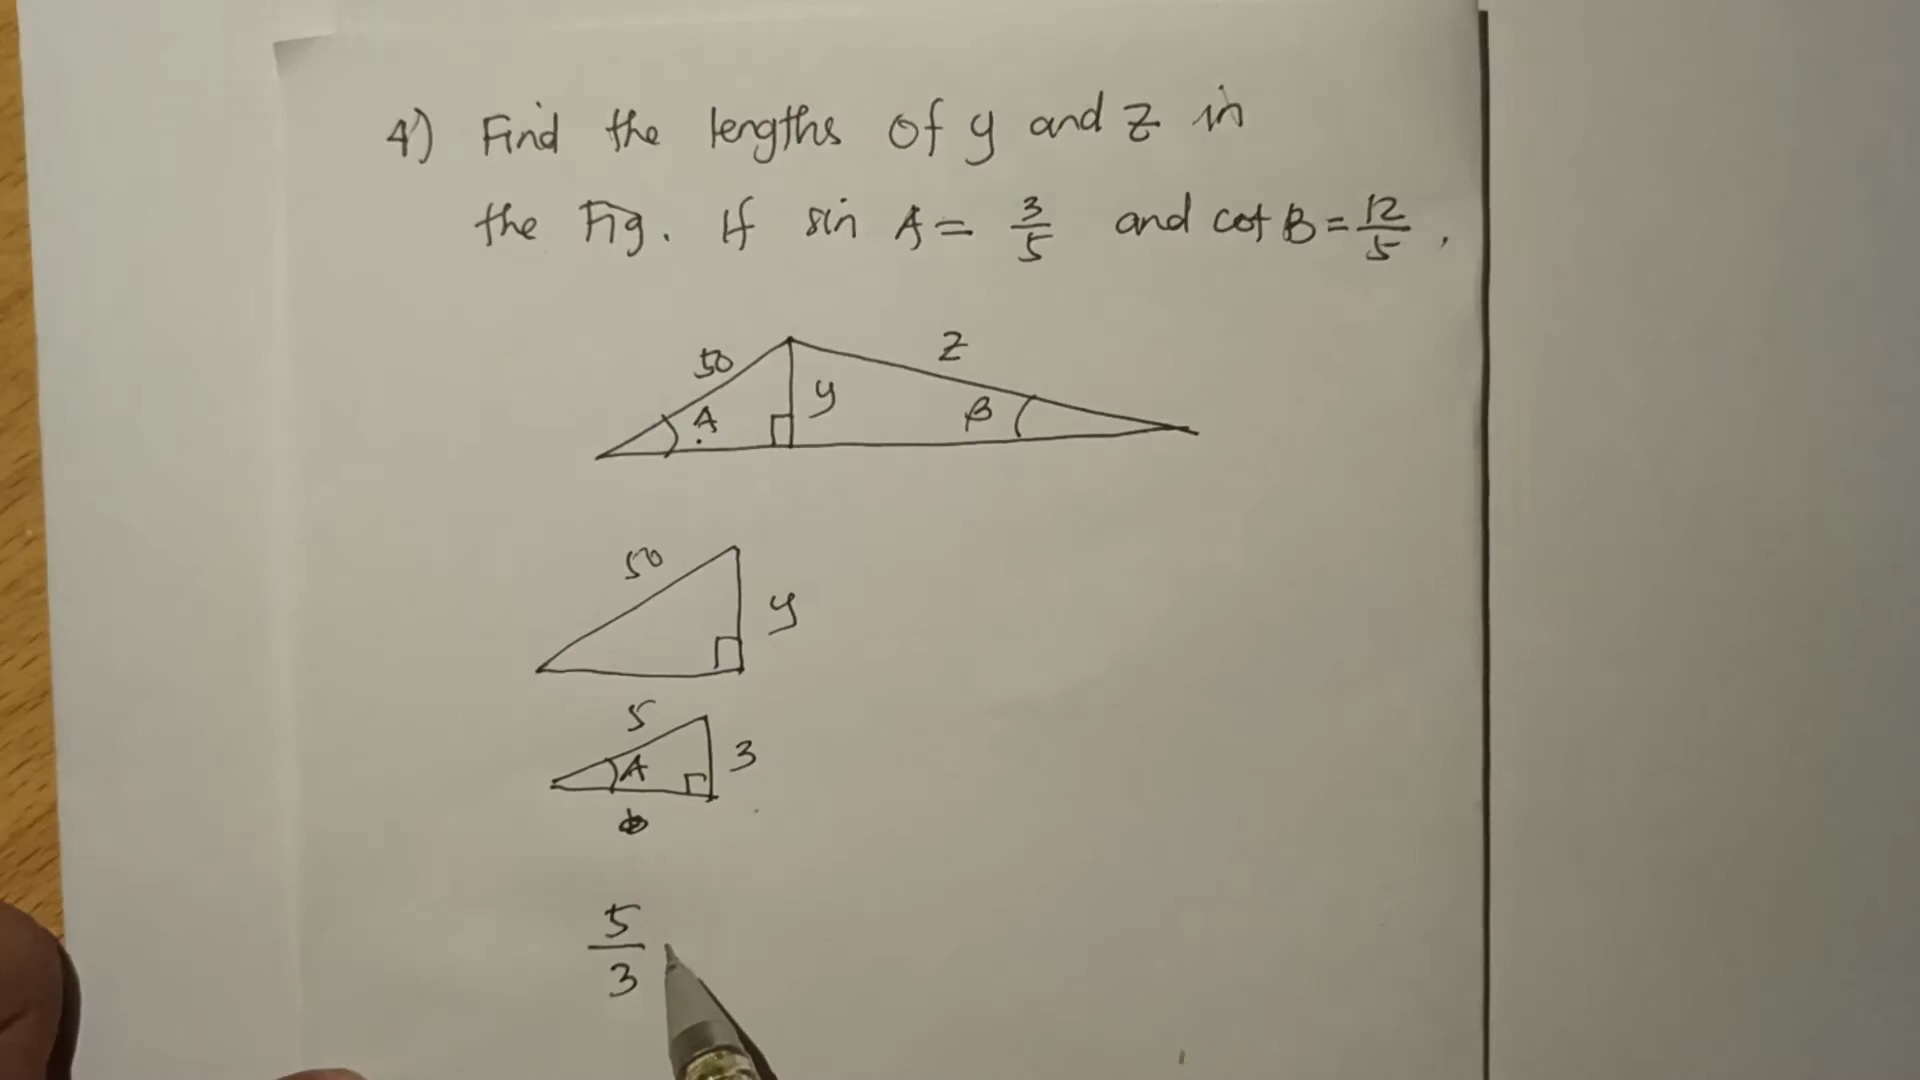 4) Find the lengths of y and z in
the Fig. If sin A = 3/5 and cot B = 12/5.
50
z
A
y
B
50
y
5
A
3
5/3